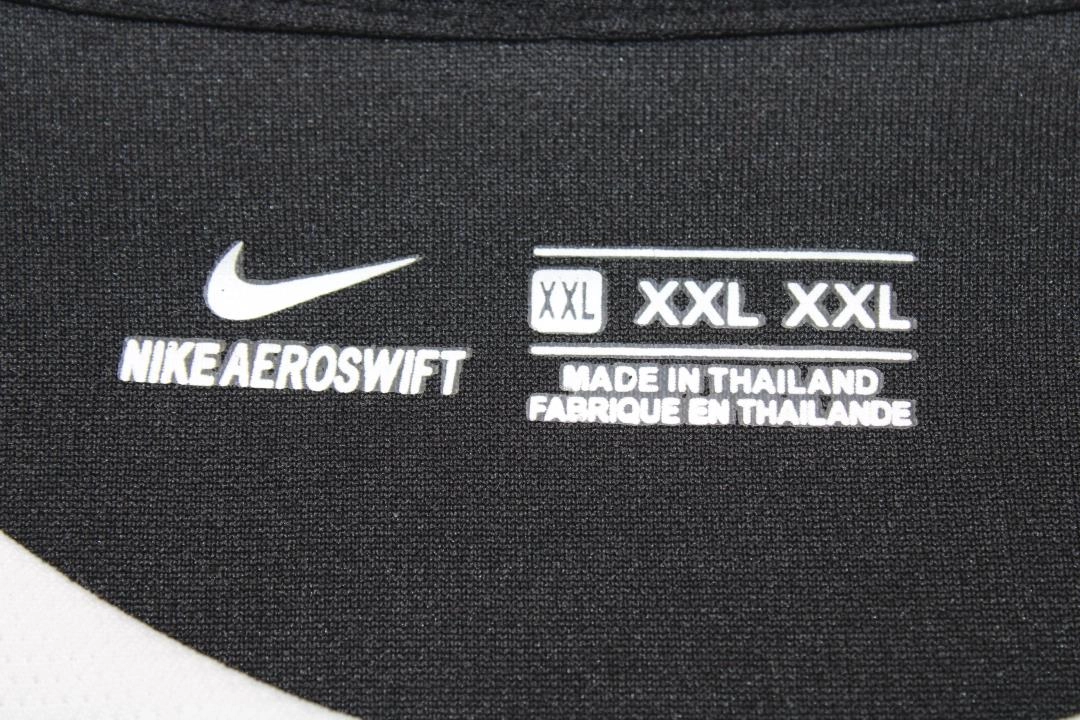 NIKE AEROSWIFT
XXL XXL XXL
MADE IN THAILAND
FABRIQUE EN THAILANDE